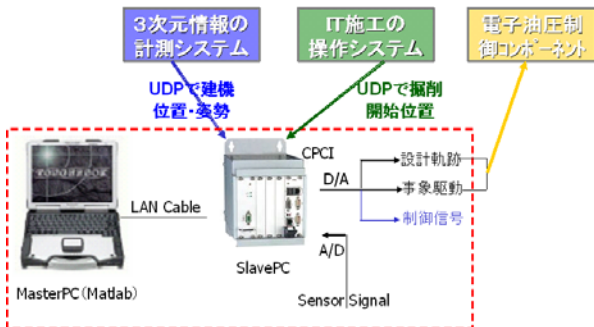 3次元情報の
計測システム
IT施工の
操作システム
電子油圧制
御コンポーネント
UDPで建機
位置・姿勢
UDPで掘削
開始位置
CPCI
設計軌跡
D/A
事象駆動
LAN Cable
制御信号
A/D
SlavePC
MasterPC(Matlab)
Sensor Signal
TOUGHBOOK